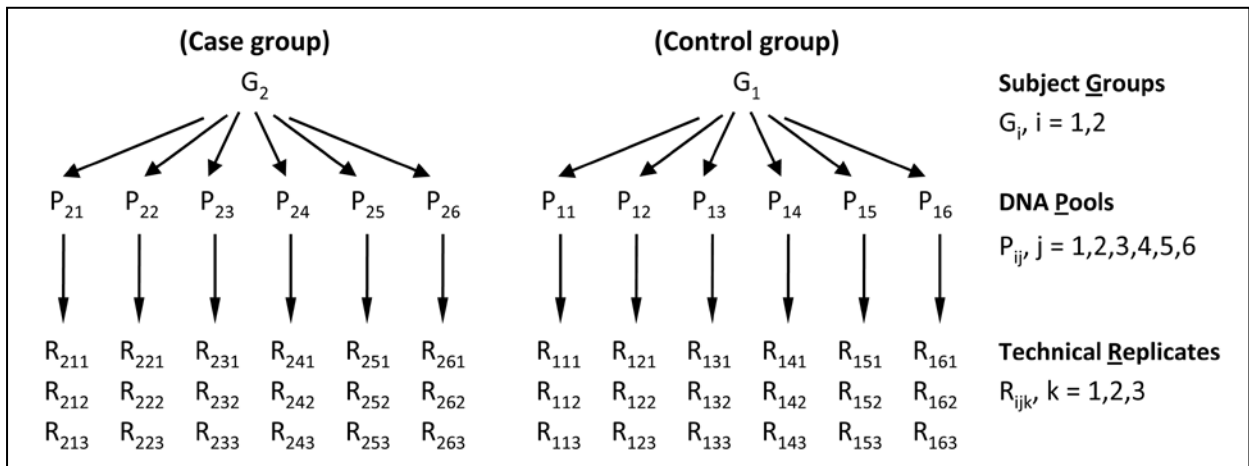 (Case group) (Control group)
G₂ G₁ Subject Groups
Gᵢ, i = 1,2
P₂₁ P₂₂ P₂₃ P₂₄ P₂₅ P₂₆ P₁₁ P₁₂ P₁₃ P₁₄ P₁₅ P₁₆ DNA Pools
Pᵢⱼ, j = 1,2,3,4,5,6
R₂₁₁ R₂₂₁ R₂₃₁ R₂₄₁ R₂₅₁ R₂₆₁ R₁₁₁ R₁₂₁ R₁₃₁ R₁₄₁ R₁₅₁ R₁₆₁ Technical Replicates
R₂₁₂ R₂₂₂ R₂₃₂ R₂₄₂ R₂₅₂ R₂₆₂ R₁₁₂ R₁₂₂ R₁₃₂ R₁₄₂ R₁₅₂ R₁₆₂ Rᵢⱼₖ, k = 1,2,3
R₂₁₃ R₂₂₃ R₂₃₃ R₂₄₃ R₂₅₃ R₂₆₃ R₁₁₃ R₁₂₃ R₁₃₃ R₁₄₃ R₁₅₃ R₁₆₃